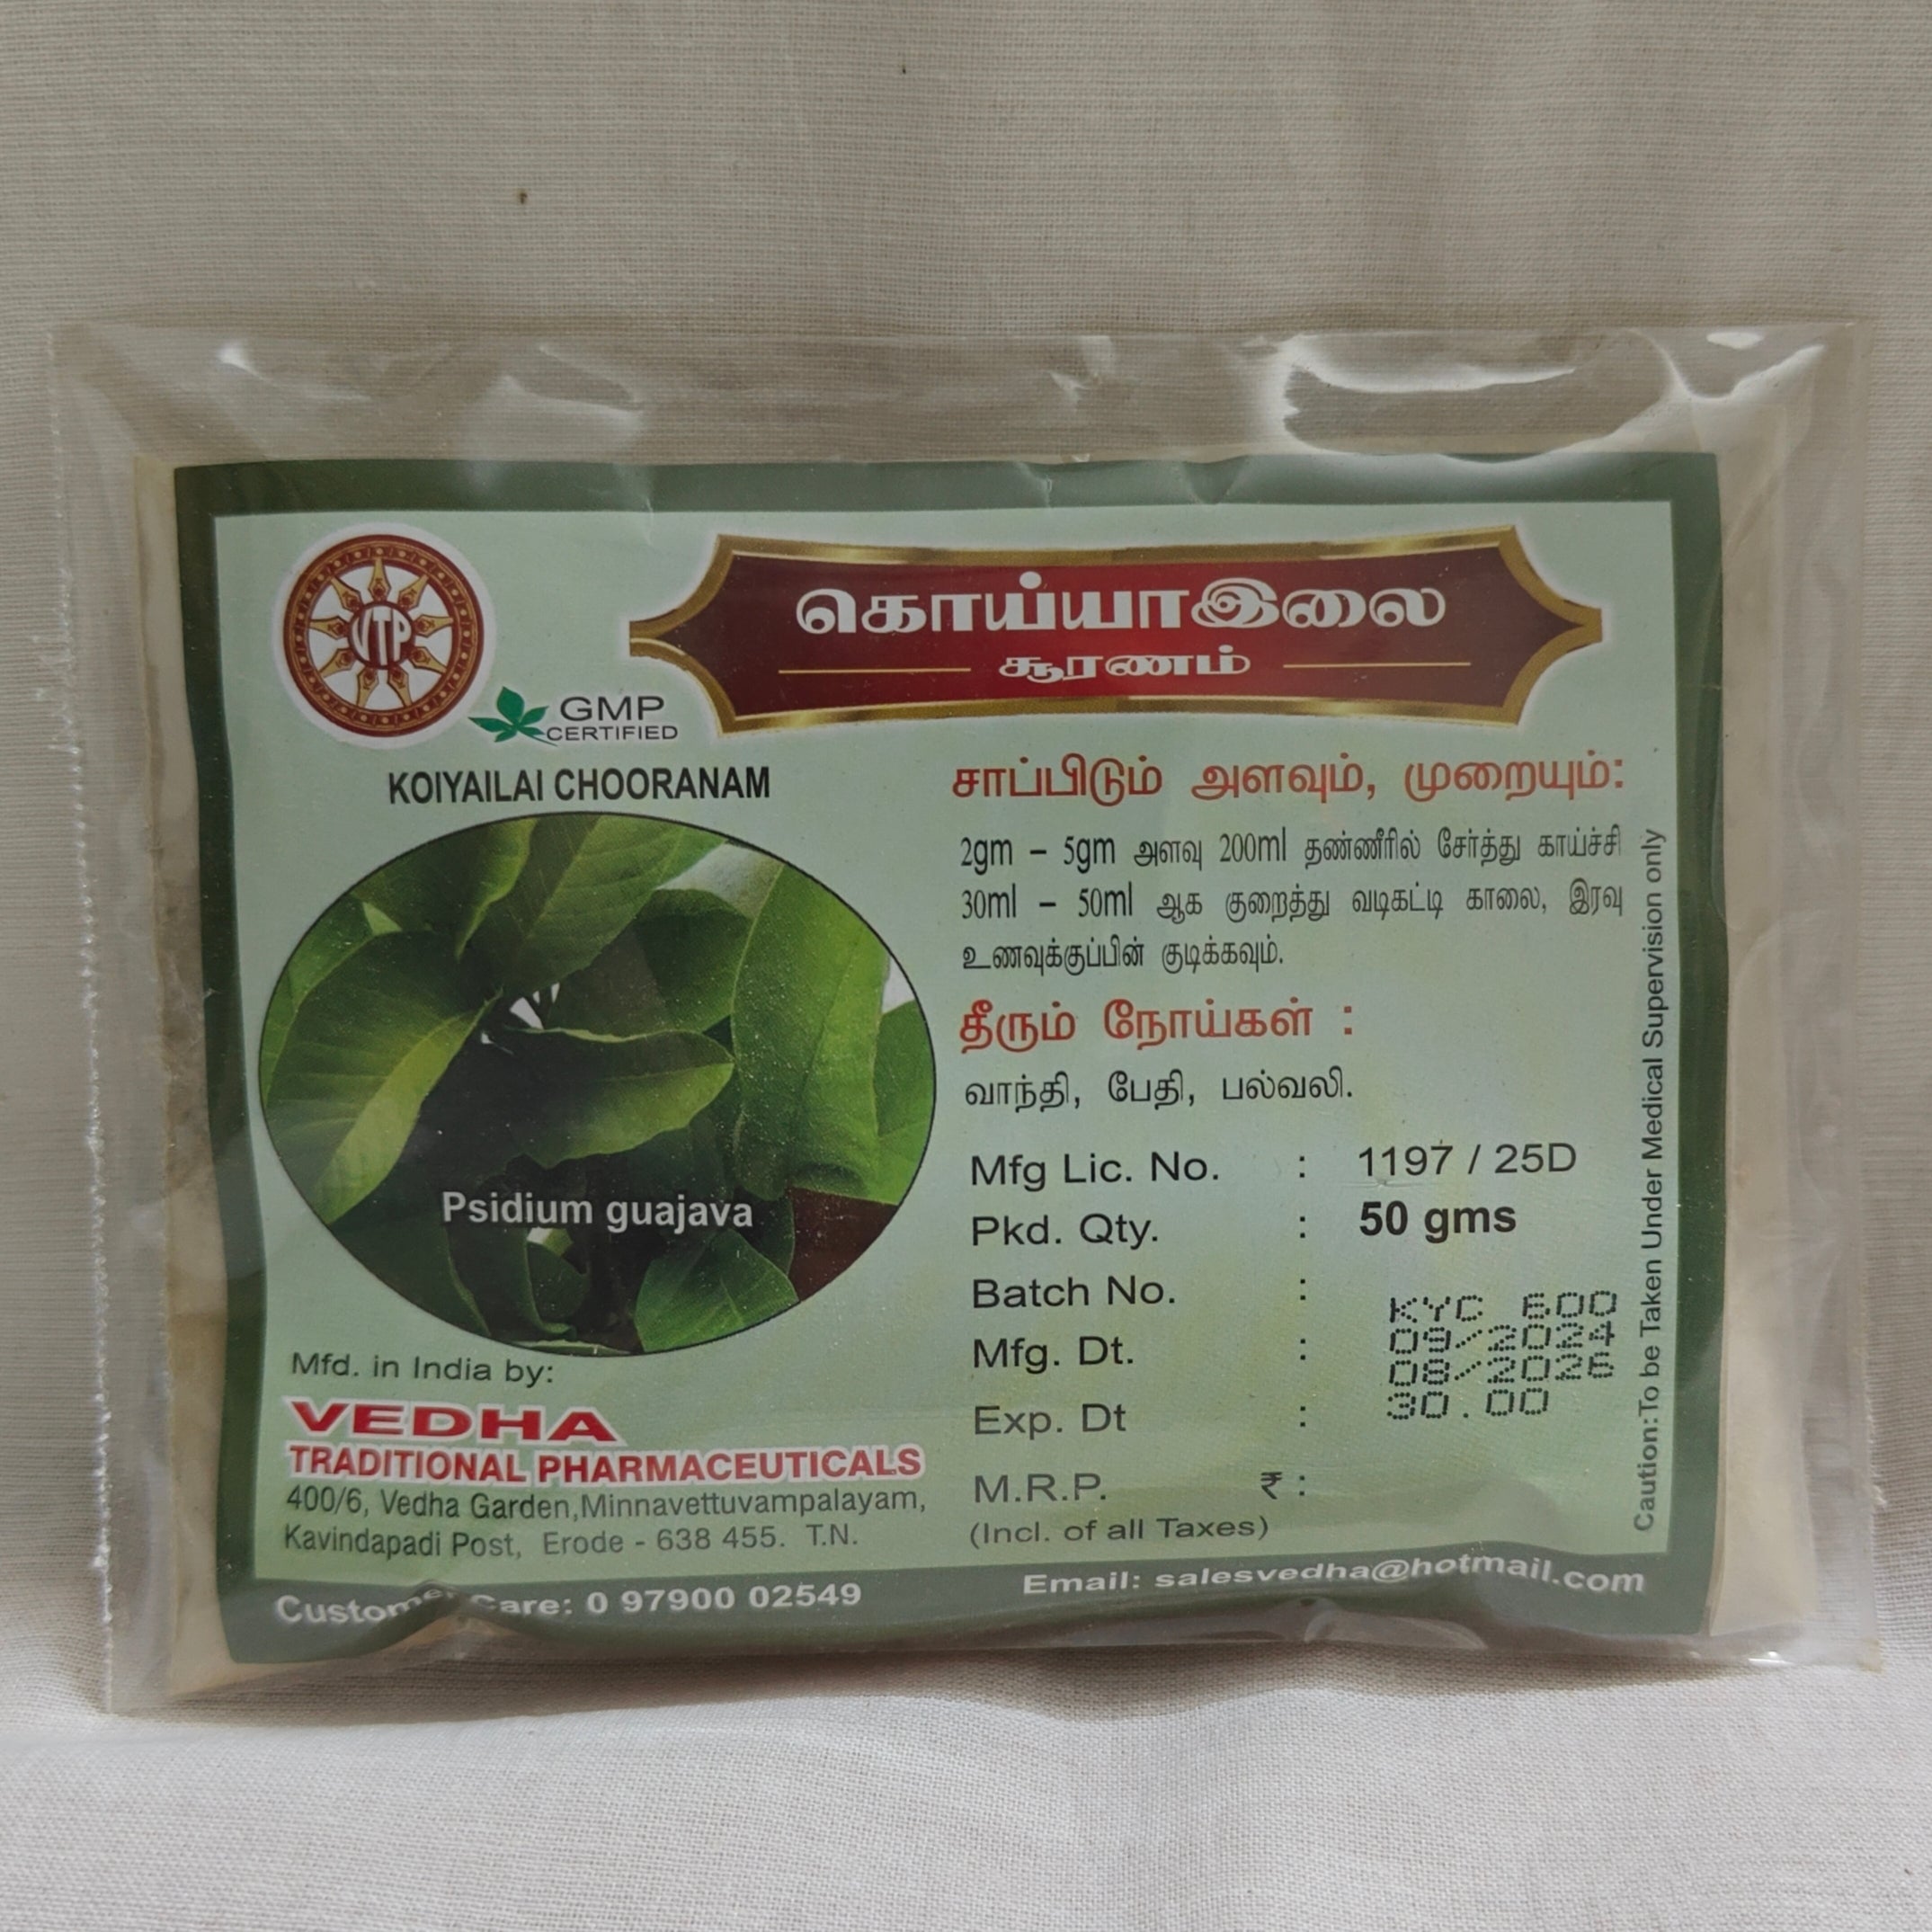 VTP
GMP
CERTIFIED
கொய்யாஇலை
சூரணம்
KOIYAILAI CHOORANAM
Psidium guajava
சாப்பிடும் அளவும், முறையும்:
2gm – 5gm அளவு 200ml தண்ணீரில் சேர்த்து காய்ச்சி
30ml – 50ml ஆக குறைத்து வடிகட்டி காலை, இரவு
உணவுக்குப்பின் குடிக்கவும்.
தீரும் நோய்கள் :
வாந்தி, பேதி, பல்வலி.
Mfg Lic. No. : 1197 / 25D
Pkd. Qty. : 50 gms
Batch No. : KYC 600
Mfg. Dt. : 09/2024
Exp. Dt : 08/2026
M.R.P. ₹ : 30.00
(Incl. of all Taxes)
Caution:To be Taken Under Medical Supervision only
Mfd. in India by:
VEDHA
TRADITIONAL PHARMACEUTICALS
400/6, Vedha Garden,Minnavettuvampalayam,
Kavindapadi Post, Erode - 638 455. T.N.
Customer Care: 0 97900 02549
Email: salesvedha@hotmail.com